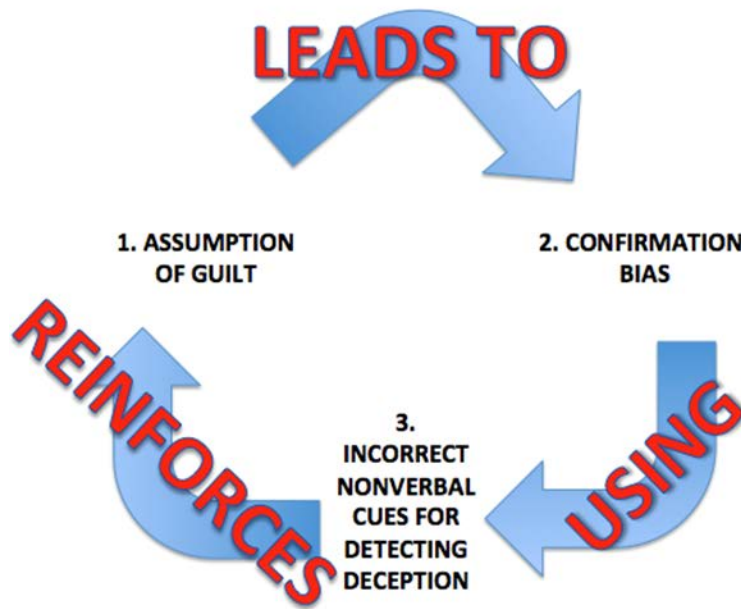 LEADS TO
1. ASSUMPTION
OF GUILT
2. CONFIRMATION
BIAS
USING
3.
INCORRECT
NONVERBAL
CUES FOR
DETECTING
DECEPTION
REINFORCES